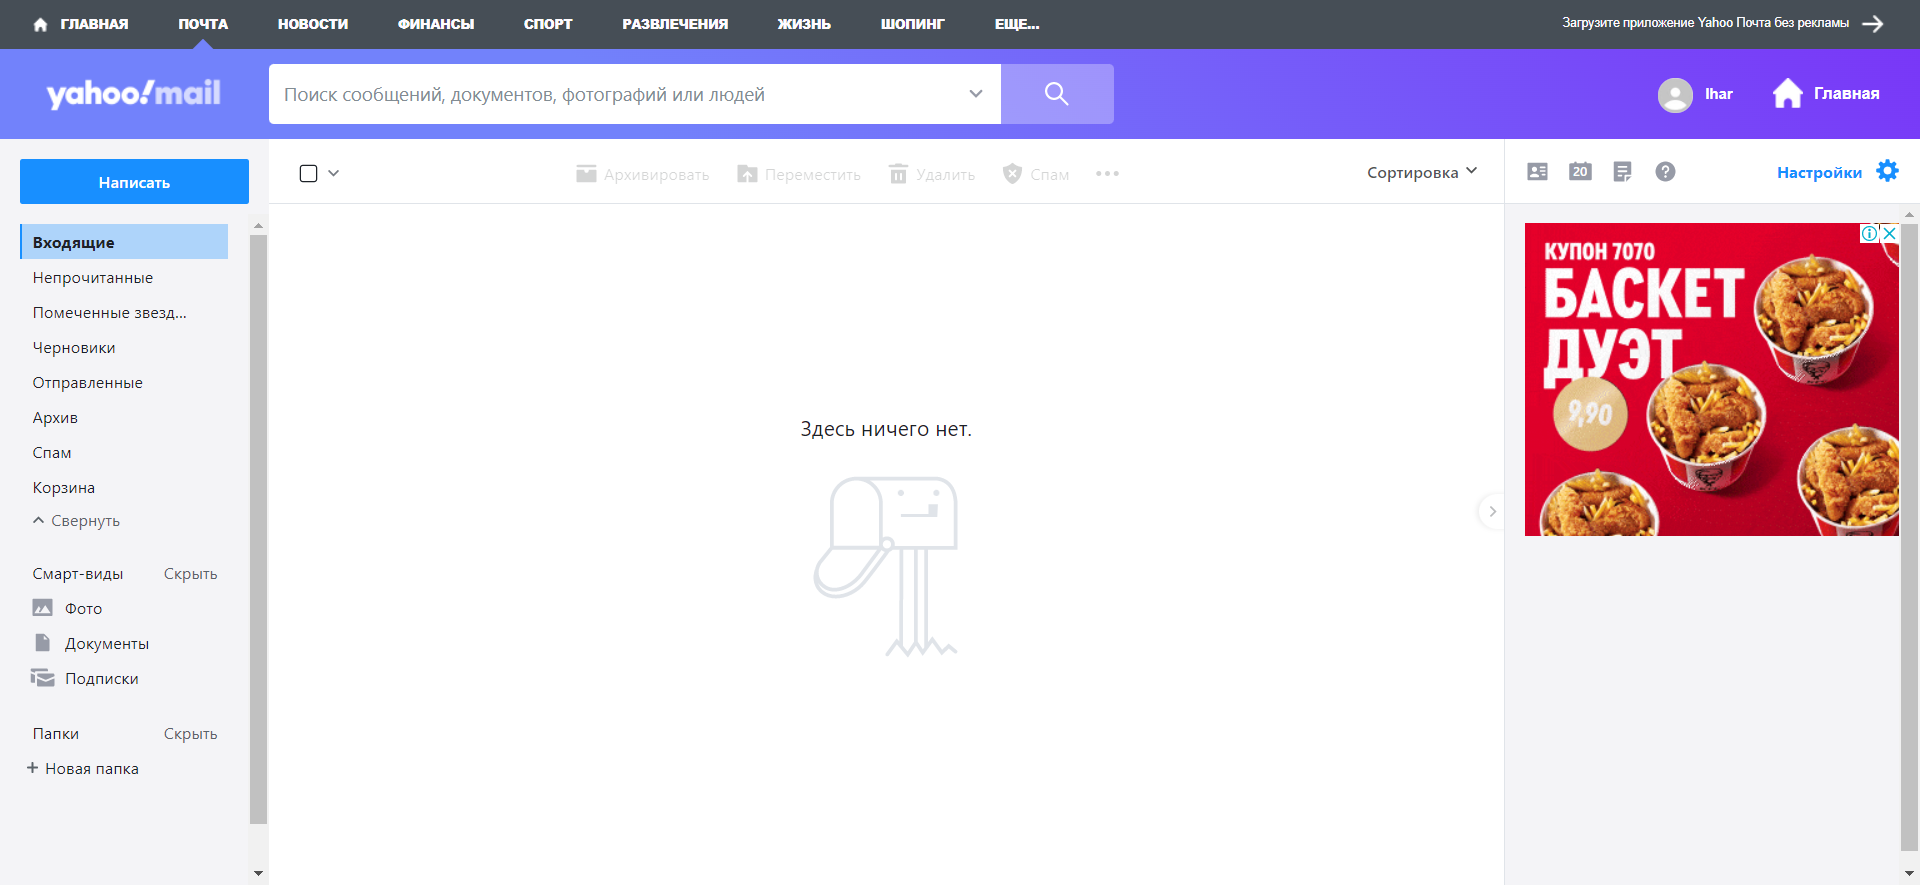 ГЛАВНАЯ ПОЧТА НОВОСТИ ФИНАНСЫ СПОРТ РАЗВЛЕЧЕНИЯ ЖИЗНЬ ШОПИНГ ЕЩЕ... Загрузите приложение Yahoo Почта без рекламы
yahoo!mail Поиск сообщений, документов, фотографий или людей Ihar Главная
Написать Архивировать Переместить Удалить Спам Сортировка 20 Настройки
Входящие
Непрочитанные
Помеченные звезд...
Черновики
Отправленные
Архив
Спам
Корзина
Свернуть
Смарт-виды Скрыть
Фото
Документы
Подписки
Папки Скрыть
+ Новая папка
Здесь ничего нет.
КУПОН 7070
БАСКЕТ
ДУЭТ
9,90